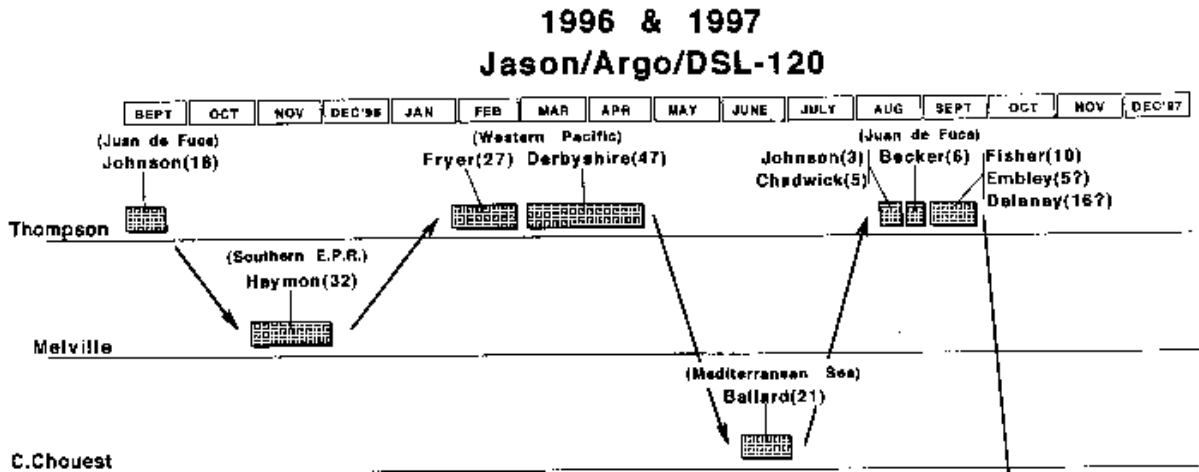 1996 & 1997
Jason/Argo/DSL-120
SEPT OCT NOV DEC'96 JAN FEB MAR APR MAY JUNE JULY AUG SEPT OCT NOV DEC'97
(Juan de Fuca) (Western Pacific) (Juan de Fuca)
Johnson(18) Fryer(27) Derbyshire(47) Johnson(3) Becker(6) Fisher(10)
Chadwick(5) Embley(5?)
Delaney(16?)
Thompson
(Southern E.P.R.)
Haymon(32)
Melville
(Mediterranean Sea)
Ballard(21)
C.Chouest